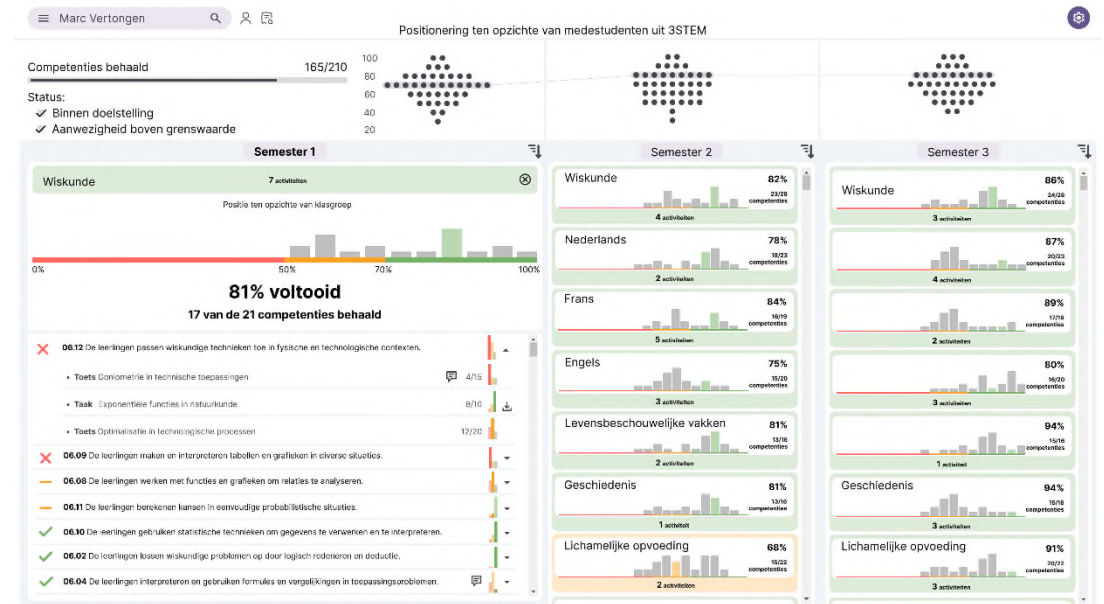 Marc Vertongen
Positionering ten opzichte van medestudenten uit 3STEM
Competenties behaald 165/210
Status:
Binnen doelstelling
Aanwezigheid boven grenswaarde
100
80
60
40
20
Semester 1
Wiskunde 7 activiteiten
Positie ten opzichte van klasgroep
0% 50% 70% 100%
81% voltooid
17 van de 21 competenties behaald
06.12 De leerlingen passen wiskundige technieken toe in fysische en technologische contexten.
• Toets Goniometrie in technische toepassingen 4/15
• Taak Exponentiële functies in natuurkunde 8/10
• Toets Optimalisatie in technologische processen 12/20
06.09 De leerlingen maken en interpreteren tabellen en grafieken in diverse situaties.
06.08 De leerlingen werken met functies en grafieken om relaties te analyseren.
06.11 De leerlingen berekenen kansen in eenvoudige probabilistische situaties.
06.10 De leerlingen gebruiken statistische technieken om gegevens te verwerken en te interpreteren.
06.02 De leerlingen lossen wiskundige problemen op door logisch redeneren en deductie.
06.04 De leerlingen interpreteren en gebruiken formules en vergelijkingen in toepassingsproblemen.
Semester 2
Wiskunde 82%
23/28
competenties
4 activiteiten
Nederlands 78%
18/23
competenties
2 activiteiten
Frans 84%
16/19
competenties
5 activiteiten
Engels 75%
15/20
competenties
3 activiteiten
Levensbeschouwelijke vakken 81%
13/16
competenties
2 activiteiten
Geschiedenis 81%
13/16
competenties
1 activiteit
Lichamelijke opvoeding 68%
15/22
competenties
2 activiteiten
Semester 3
Wiskunde 86%
24/28
competenties
3 activiteiten
87%
20/23
competenties
4 activiteiten
89%
17/19
competenties
2 activiteiten
80%
16/20
competenties
3 activiteiten
94%
15/16
competenties
1 activiteit
Geschiedenis 94%
15/16
competenties
3 activiteiten
Lichamelijke opvoeding 91%
20/22
competenties
3 activiteiten